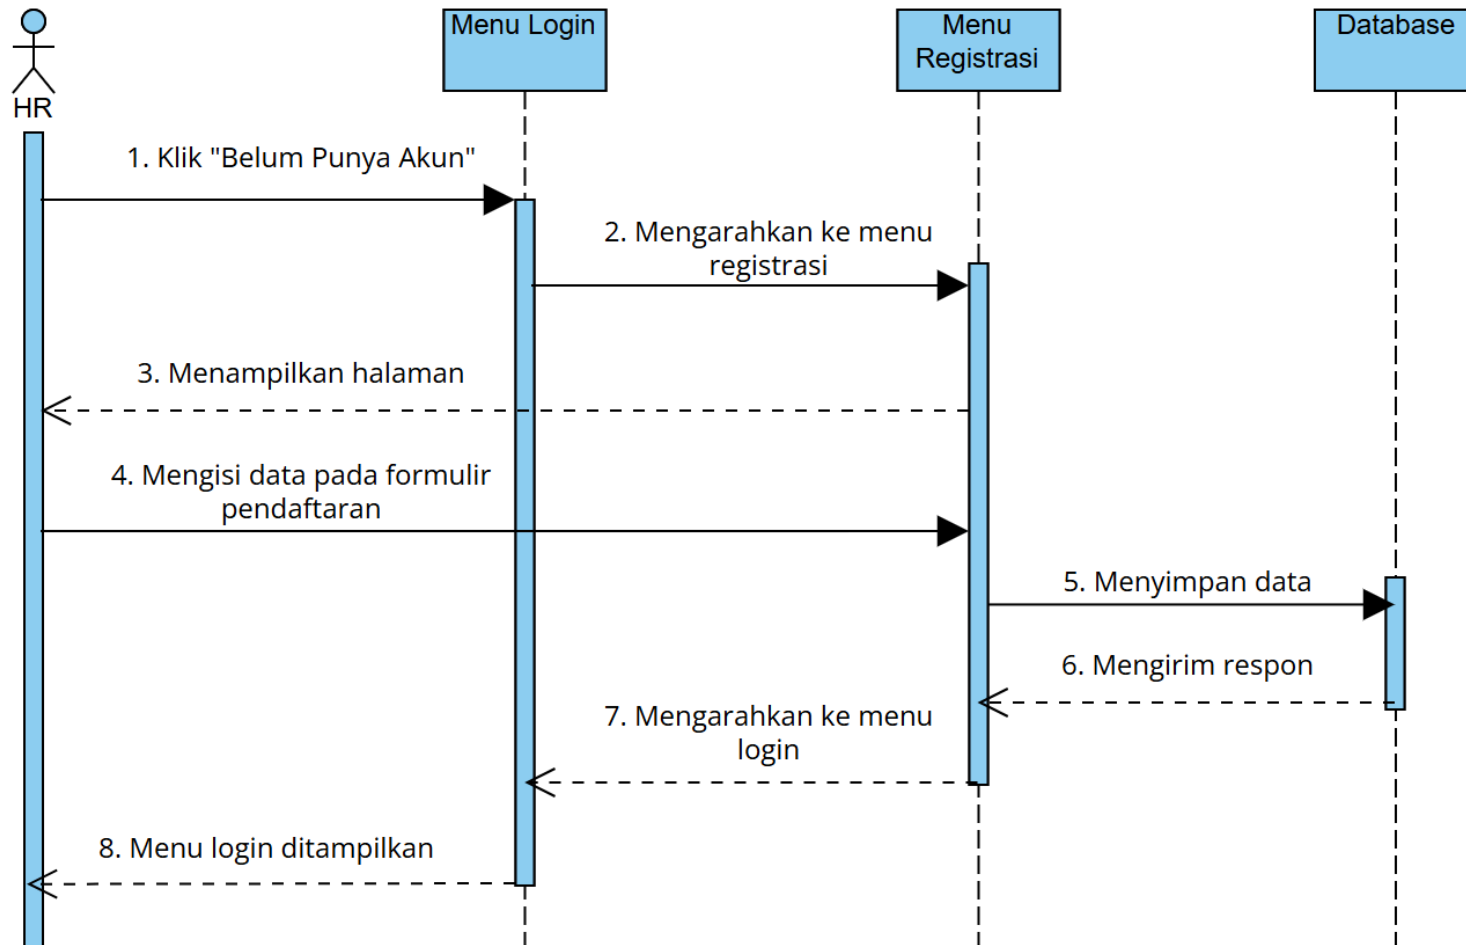 Menu Login
Menu
Registrasi
Database
HR
1. Klik "Belum Punya Akun"
2. Mengarahkan ke menu
registrasi
3. Menampilkan halaman
4. Mengisi data pada formulir
pendaftaran
5. Menyimpan data
6. Mengirim respon
7. Mengarahkan ke menu
login
8. Menu login ditampilkan